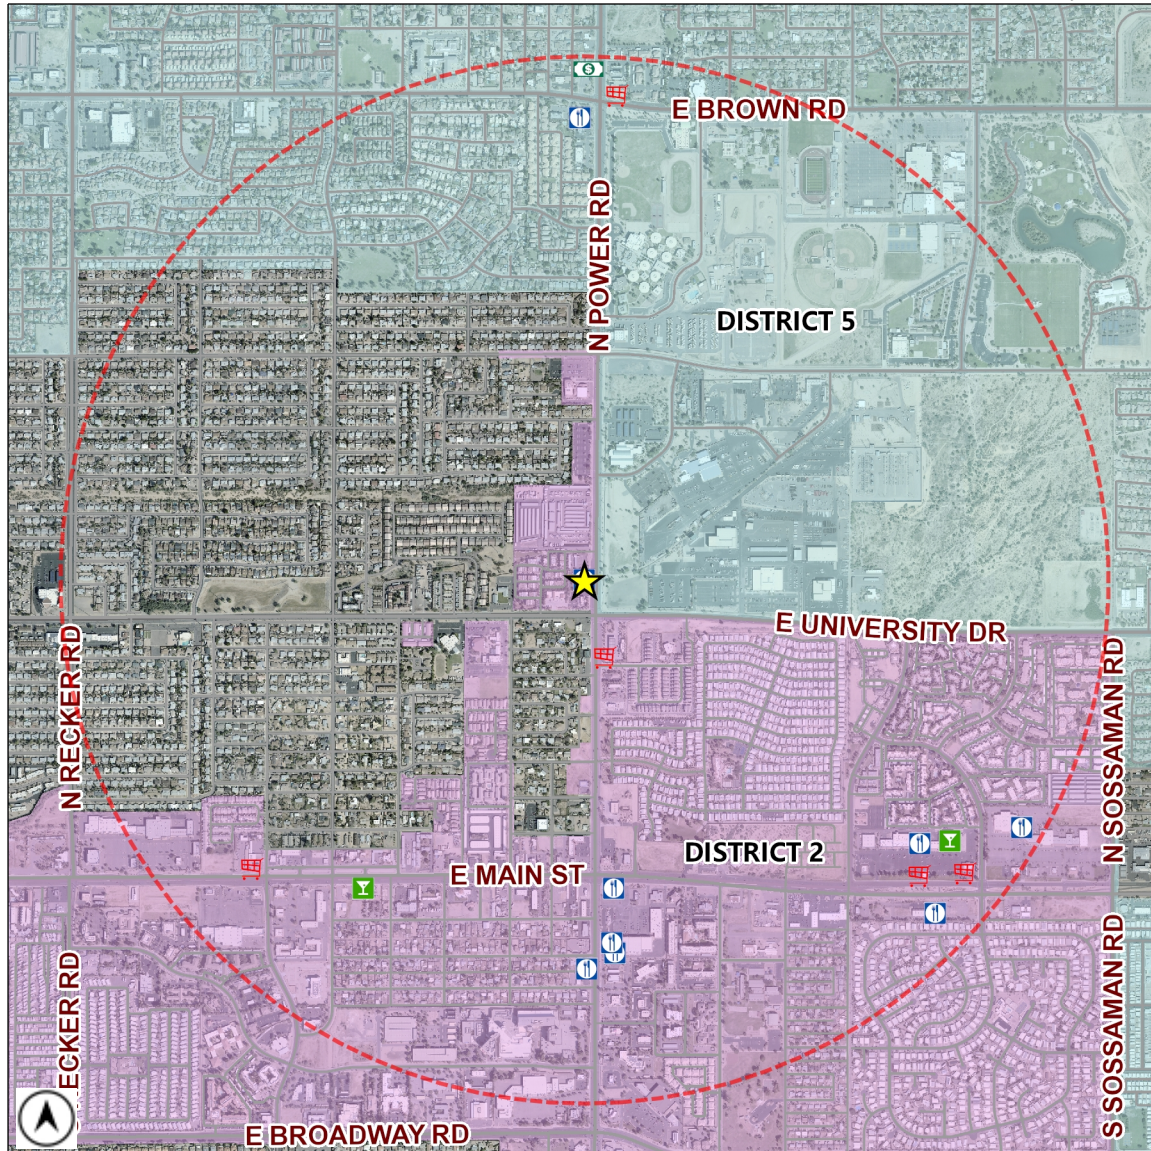 E BROWN RD
N POWER RD
DISTRICT 5
E UNIVERSITY DR
N RECKER RD
N SOSSAMAN RD
DISTRICT 2
E MAIN ST
ECKER RD
S SOSSAMAN RD
E BROADWAY RD